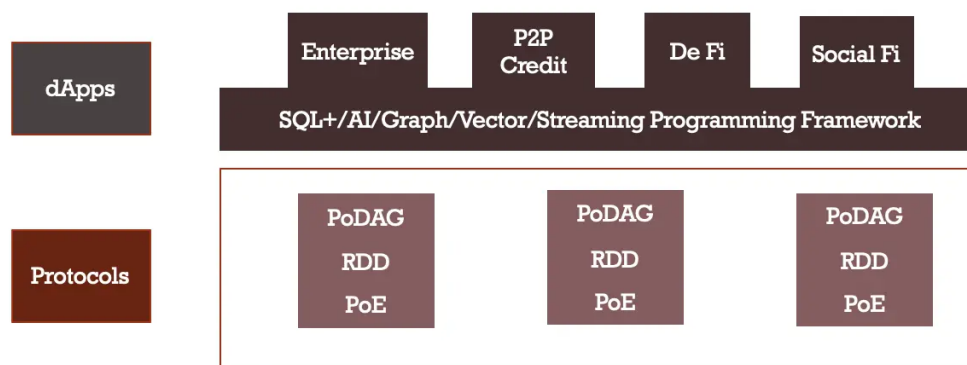 dApps
Enterprise
P2P
Credit
De Fi
Social Fi
SQL+/AI/Graph/Vector/Streaming Programming Framework
Protocols
PoDAG
RDD
PoE
PoDAG
RDD
PoE
PoDAG
RDD
PoE